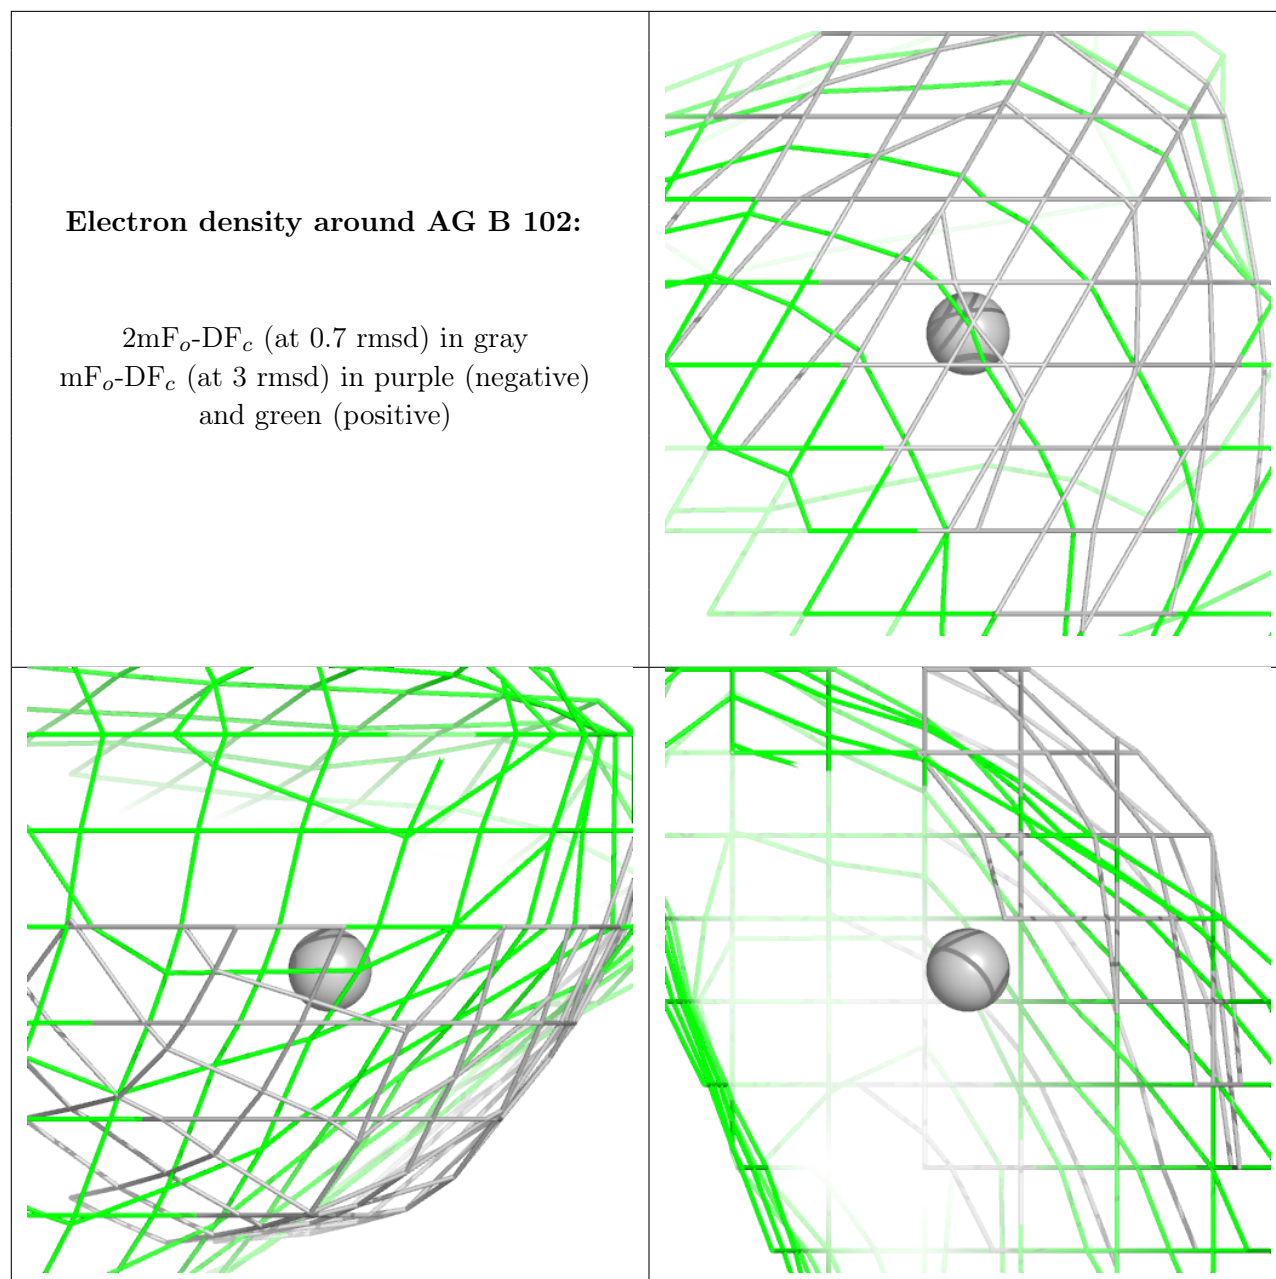 Electron density around AG B 102:
2mFo-DFc (at 0.7 rmsd) in gray
mFo-DFc (at 3 rmsd) in purple (negative)
and green (positive)